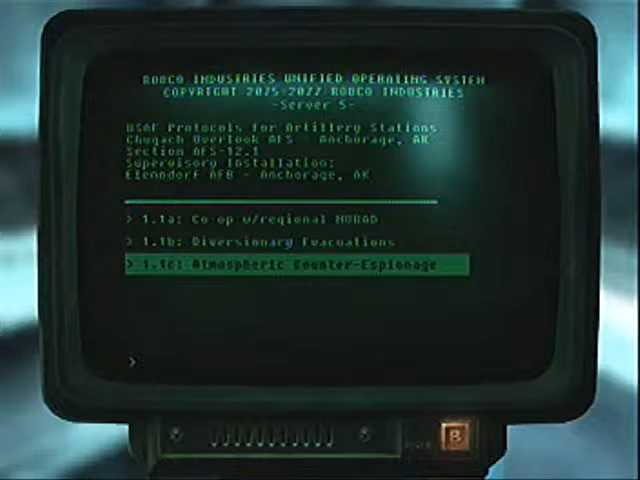 ROBCO INDUSTRIES UNIFIED OPERATING SYSTEM
COPYRIGHT 2075-2077 ROBCO INDUSTRIES
-Server 5-
USAF Protocols for Artillery Stations
Chugach Overlook AFS - Anchorage, AK
Section AFS-12.1
Supervisory Installation:
Elmendorf AFB - Anchorage, AK
> 1.1a: Co-op w/regional NORAD
> 1.1b: Diversionary Evacuations
> 1.1c: Atmospheric Counter-Espionage
>